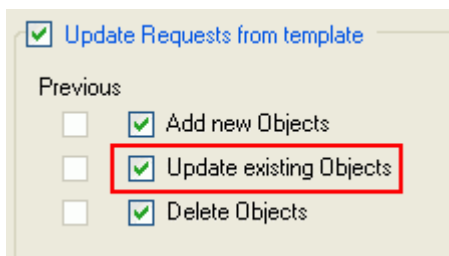 Update Requests from template
Previous
Add new Objects
Update existing Objects
Delete Objects